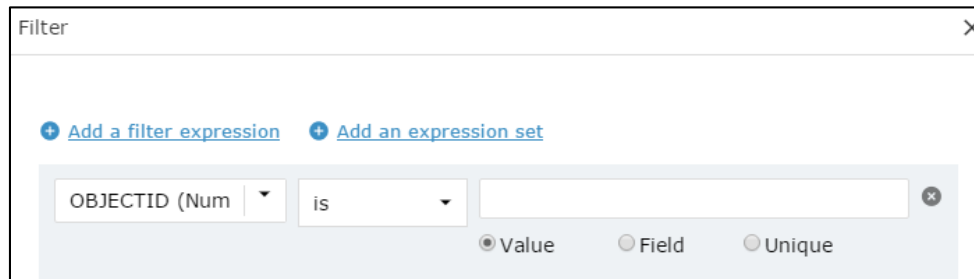 Filter
Add a filter expression Add an expression set
OBJECTID (Num is
Value Field Unique